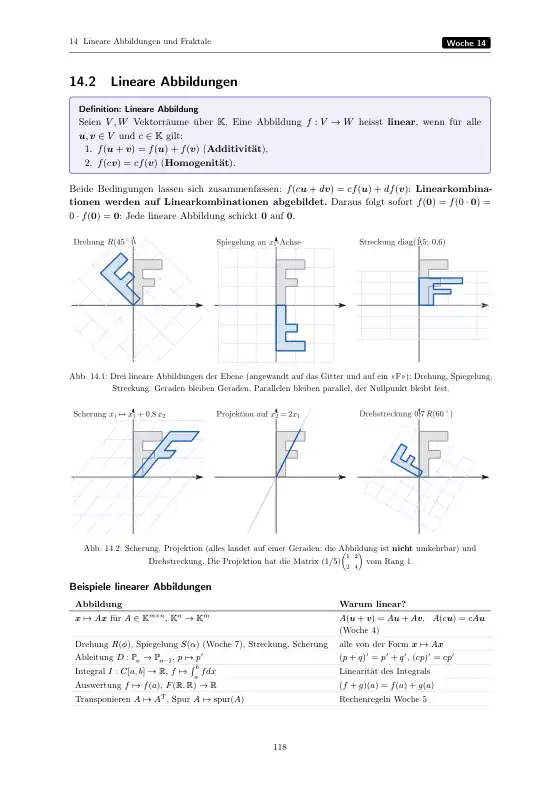 14 Lineare Abbildungen und Fraktale
Woche 14
14.2 Lineare Abbildungen
Definition: Lineare Abbildung
Seien V, W Vektorräume über 𝕂. Eine Abbildung f : V → W heisst linear, wenn für alle
u, v ∈ V und c ∈ 𝕂 gilt:
1. f(u + v) = f(u) + f(v) (Additivität),
2. f(cv) = cf(v) (Homogenität).
Beide Bedingungen lassen sich zusammenfassen: f(cu + dv) = cf(u) + df(v): Linearkombina-
tionen werden auf Linearkombinationen abgebildet. Daraus folgt sofort f(0) = f(0 · 0) =
0 · f(0) = 0: Jede lineare Abbildung schickt 0 auf 0.
Drehung R(45°)
Spiegelung an x₁-Achse
Streckung diag(1,5; 0,6)
Abb. 14.1: Drei lineare Abbildungen der Ebene (angewandt auf das Gitter und auf ein «F»): Drehung, Spiegelung,
Streckung. Geraden bleiben Geraden, Parallelen bleiben parallel, der Nullpunkt bleibt fest.
Scherung x₁ ↦ x₁ + 0,8 x₂
Projektion auf x₂ = 2x₁
Drehstreckung 0,7 R(60°)
Abb. 14.2: Scherung, Projektion (alles landet auf einer Geraden: die Abbildung ist nicht umkehrbar) und
Drehstreckung. Die Projektion hat die Matrix (1/5)(1 2 2 4) vom Rang 1.
Beispiele linearer Abbildungen
Abbildung Warum linear?
x ↦ Ax für A ∈ 𝕂ᵐˣⁿ, 𝕂ⁿ → 𝕂ᵐ A(u + v) = Au + Av, A(cu) = cAu
(Woche 4)
Drehung R(ϕ), Spiegelung S(α) (Woche 7), Streckung, Scherung alle von der Form x ↦ Ax
Ableitung D : ℙₙ → ℙₙ₋₁, p ↦ p′ (p + q)′ = p′ + q′, (cp)′ = cp′
Integral I : C[a, b] → ℝ, f ↦ ∫ₐᵇ fdx Linearität des Integrals
Auswertung f ↦ f(a), F(ℝ, ℝ) → ℝ (f + g)(a) = f(a) + g(a)
Transponieren A ↦ Aᵀ, Spur A ↦ spur(A) Rechenregeln Woche 5
118